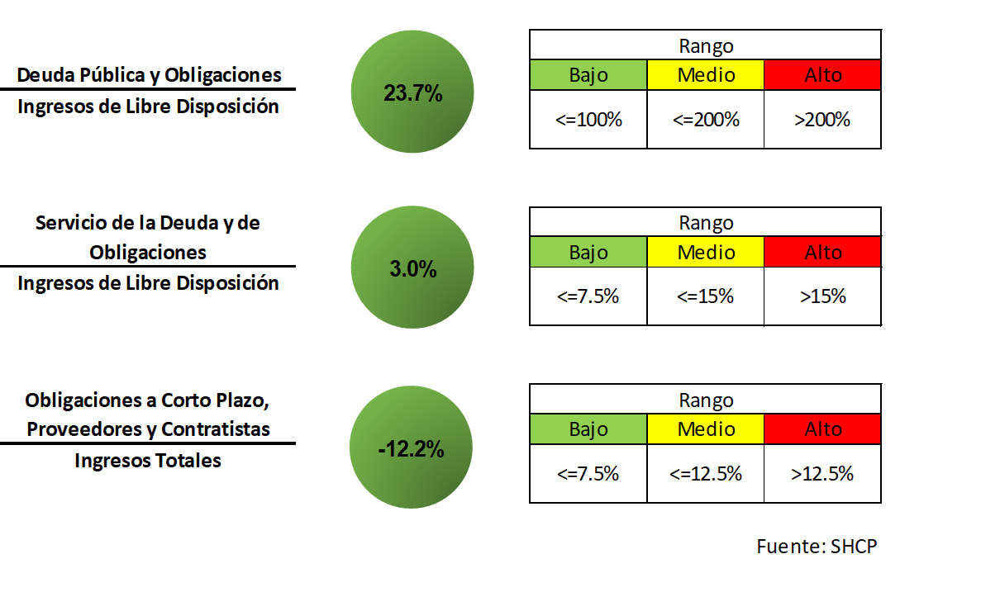 Deuda Pública y Obligaciones
Ingresos de Libre Disposición
23.7%
Rango
Bajo Medio Alto
<=100% <=200% >200%
Servicio de la Deuda y de
Obligaciones
Ingresos de Libre Disposición
3.0%
Rango
Bajo Medio Alto
<=7.5% <=15% >15%
Obligaciones a Corto Plazo,
Proveedores y Contratistas
Ingresos Totales
-12.2%
Rango
Bajo Medio Alto
<=7.5% <=12.5% >12.5%
Fuente: SHCP